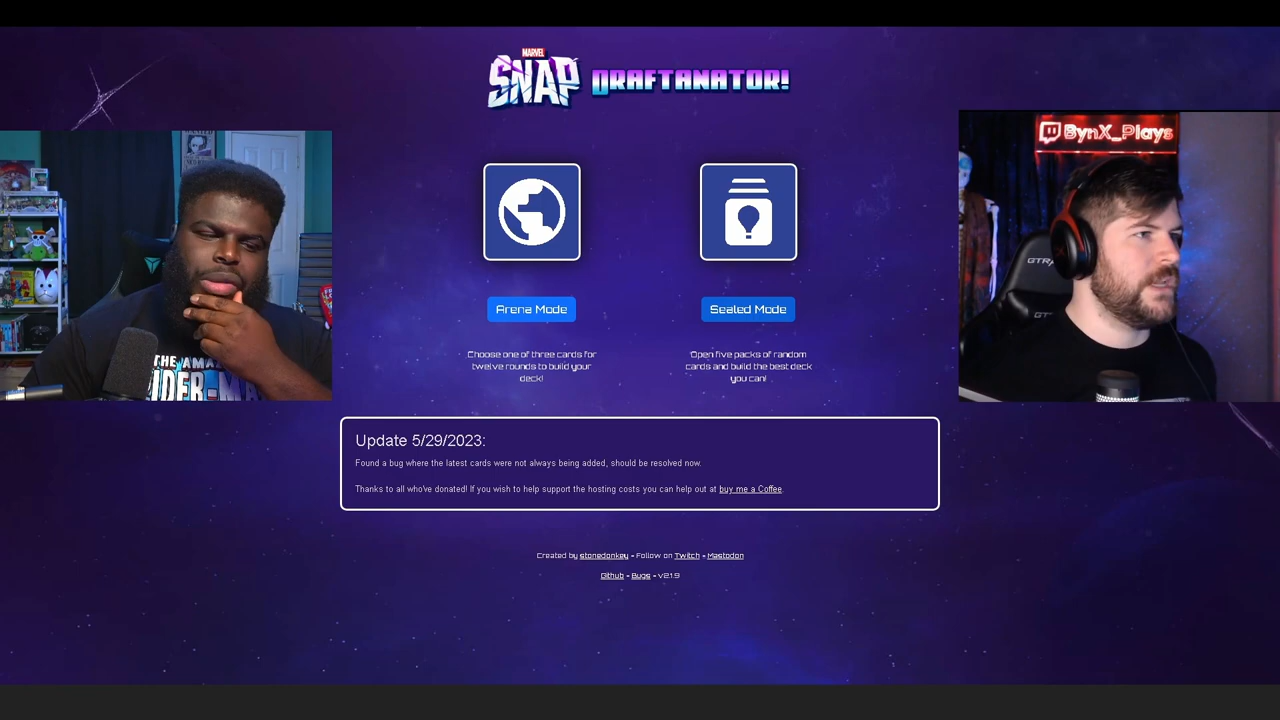 MARVEL
SNAP DRAFTANATOR!
BynX_Plays
GTR
GT
THE AMAZ
IDER-MA
Arena Mode
Sealed Mode
Choose one of three cards for
twelve rounds to build your
deck!
Open five packs of random
cards and build the best deck
you can!
Update 5/29/2023:
Found a bug where the latest cards were not always being added, should be resolved now.
Thanks to all who've donated! If you wish to help support the hosting costs you can help out at buy me a Coffee.
Created by stonedonkey - Follow on Twitch - Mastodon
Github - Bugs - v2.1.9